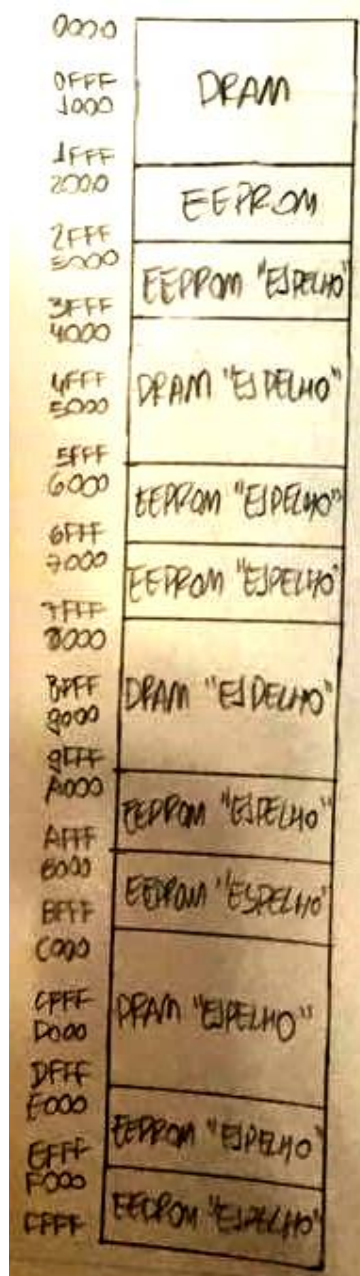 0000
0FFF
1000
DRAM
1FFF
2000
EEPROM
2FFF
3000
EEPROM "ESPELHO"
3FFF
4000
4FFF
DRAM "ESPELHO"
5000
5FFF
6000
EEPROM "ESPELHO"
6FFF
7000
EEPROM "ESPELHO"
7FFF
8000
8FFF
DRAM "ESPELHO"
9000
9FFF
A000
EEPROM "ESPELHO"
AFFF
B000
EEPROM "ESPELHO"
BFFF
C000
CFFF
DRAM "ESPELHO"
D000
DFFF
E000
EEPROM "ESPELHO"
EFFF
F000
EEPROM "ESPELHO"
FFFF